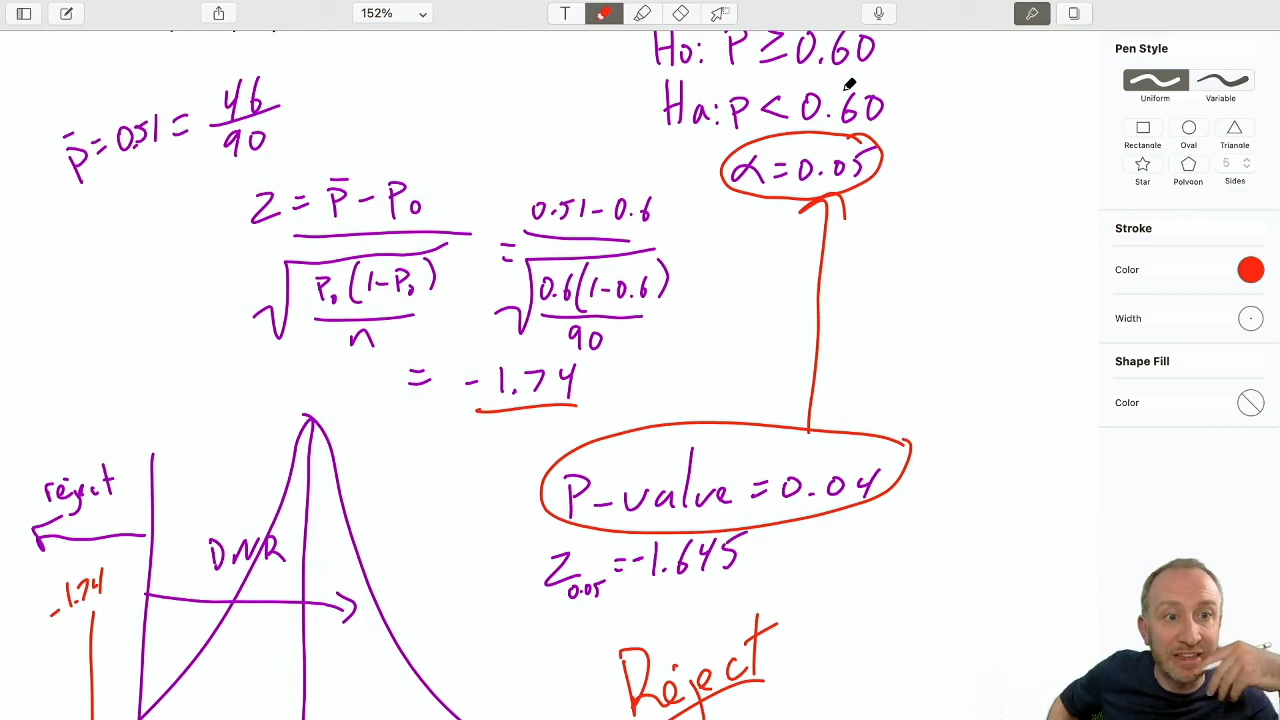 152%
T
Ho: P ≥ 0.60
Ha: p < 0.60
α = 0.05
p̄ = 0.51 = 46/90
Z = (p̄ - P₀) / √(P₀(1-P₀)/n) = (0.51 - 0.6) / √(0.6(1-0.6)/90)
= -1.74
P-value = 0.04
Z0.05 = -1.645
reject
DNR
-1.74
Reject
Pen Style
Uniform
Variable
Rectangle
Oval
Triangle
Star
Polygon
5
Sides
Stroke
Color
Width
Shape Fill
Color